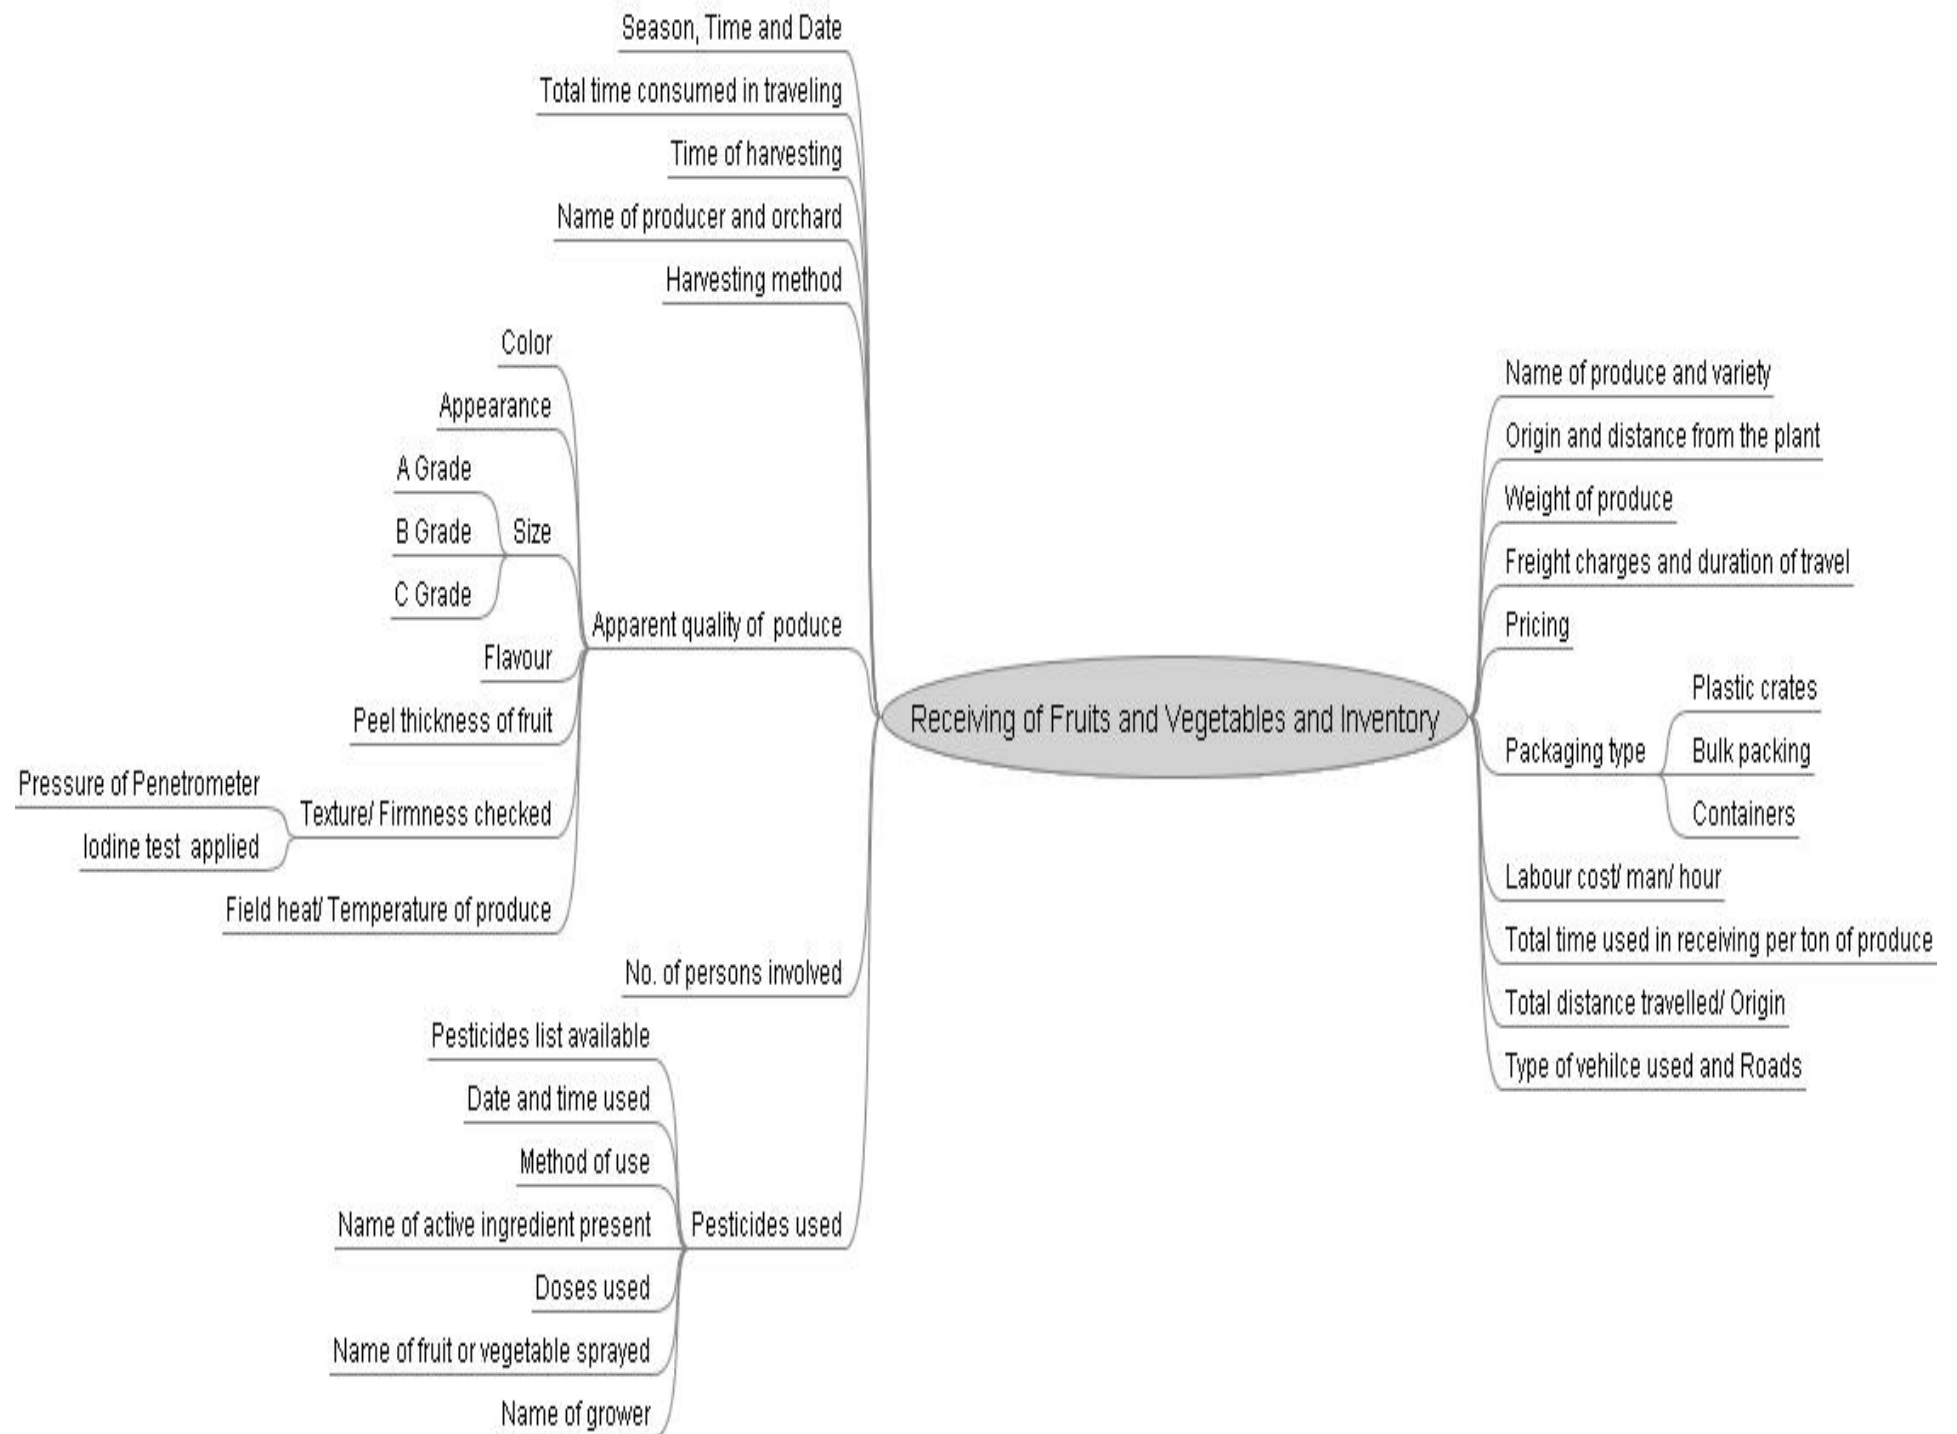 Season, Time and Date
Total time consumed in traveling
Time of harvesting
Name of producer and orchard
Harvesting method
Color
Appearance
A Grade
B Grade
C Grade
Size
Flavour
Peel thickness of fruit
Pressure of Penetrometer
Iodine test applied
Texture/ Firmness checked
Field heat/ Temperature of produce
Apparent quality of poduce
No. of persons involved
Pesticides list available
Date and time used
Method of use
Name of active ingredient present
Doses used
Name of fruit or vegetable sprayed
Name of grower
Pesticides used
Receiving of Fruits and Vegetables and Inventory
Name of produce and variety
Origin and distance from the plant
Weight of produce
Freight charges and duration of travel
Pricing
Packaging type
Plastic crates
Bulk packing
Containers
Labour cost/ man/ hour
Total time used in receiving per ton of produce
Total distance travelled/ Origin
Type of vehilce used and Roads